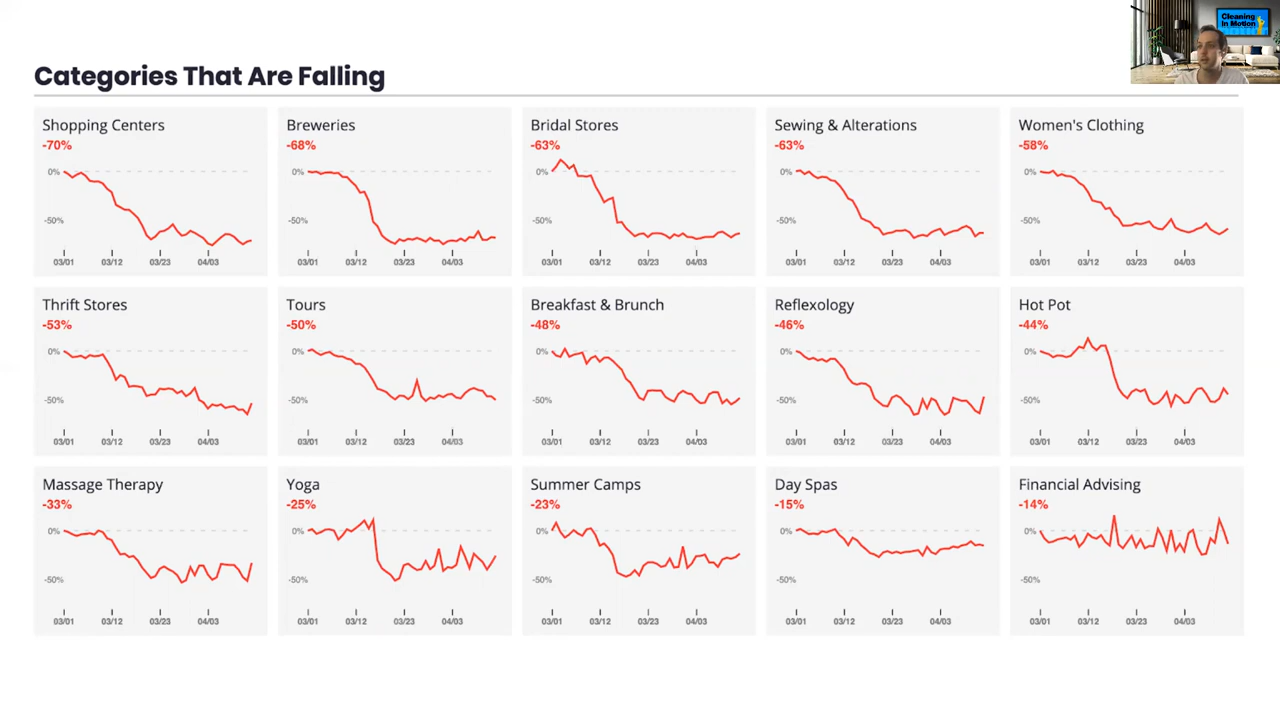 Cleaning
In Motion
Categories That Are Falling
Shopping Centers
-70%
0%
-50%
03/01 03/12 03/23 04/03
Breweries
-68%
0%
-50%
03/01 03/12 03/23 04/03
Bridal Stores
-63%
0%
-50%
03/01 03/12 03/23 04/03
Sewing & Alterations
-63%
0%
-50%
03/01 03/12 03/23 04/03
Women's Clothing
-58%
0%
-50%
03/01 03/12 03/23 04/03
Thrift Stores
-53%
0%
-50%
03/01 03/12 03/23 04/03
Tours
-50%
0%
-50%
03/01 03/12 03/23 04/03
Breakfast & Brunch
-48%
0%
-50%
03/01 03/12 03/23 04/03
Reflexology
-46%
0%
-50%
03/01 03/12 03/23 04/03
Hot Pot
-44%
0%
-50%
03/01 03/12 03/23 04/03
Massage Therapy
-33%
0%
-50%
03/01 03/12 03/23 04/03
Yoga
-25%
0%
-50%
03/01 03/12 03/23 04/03
Summer Camps
-23%
0%
-50%
03/01 03/12 03/23 04/03
Day Spas
-15%
0%
-50%
03/01 03/12 03/23 04/03
Financial Advising
-14%
0%
-50%
03/01 03/12 03/23 04/03